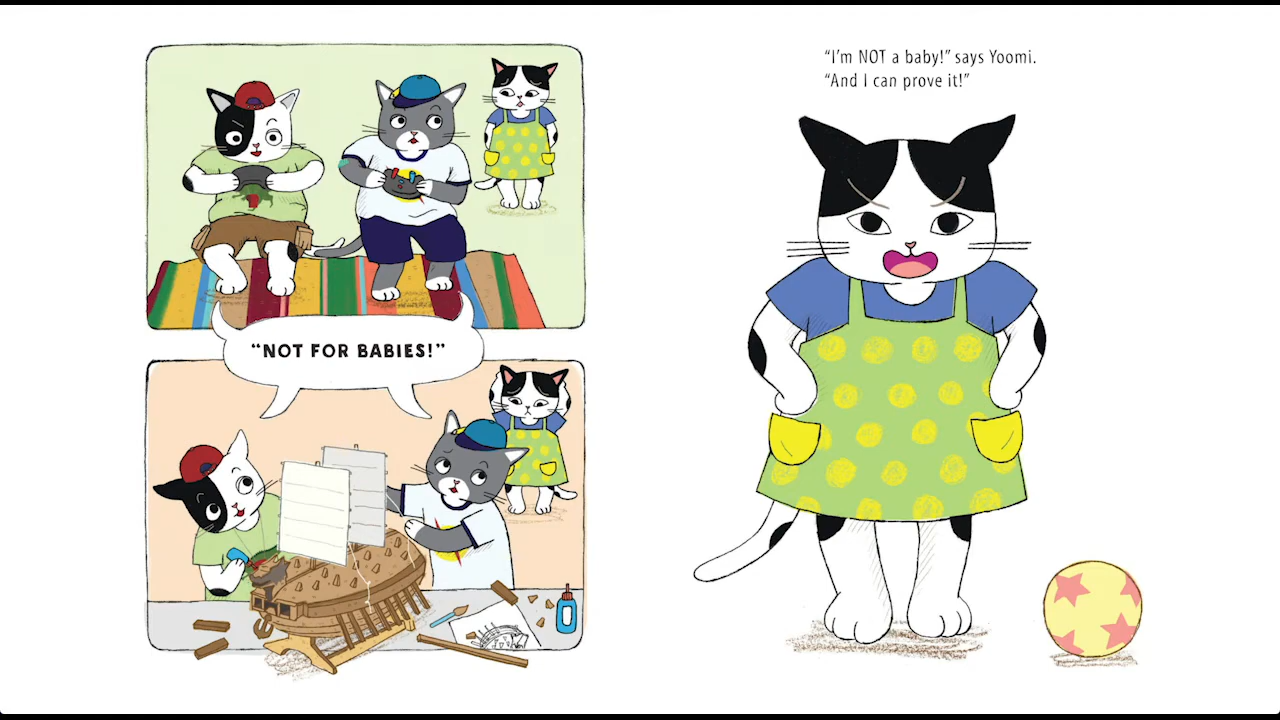 “NOT FOR BABIES!”
“I’m NOT a baby!” says Yoomi.
“And I can prove it!”